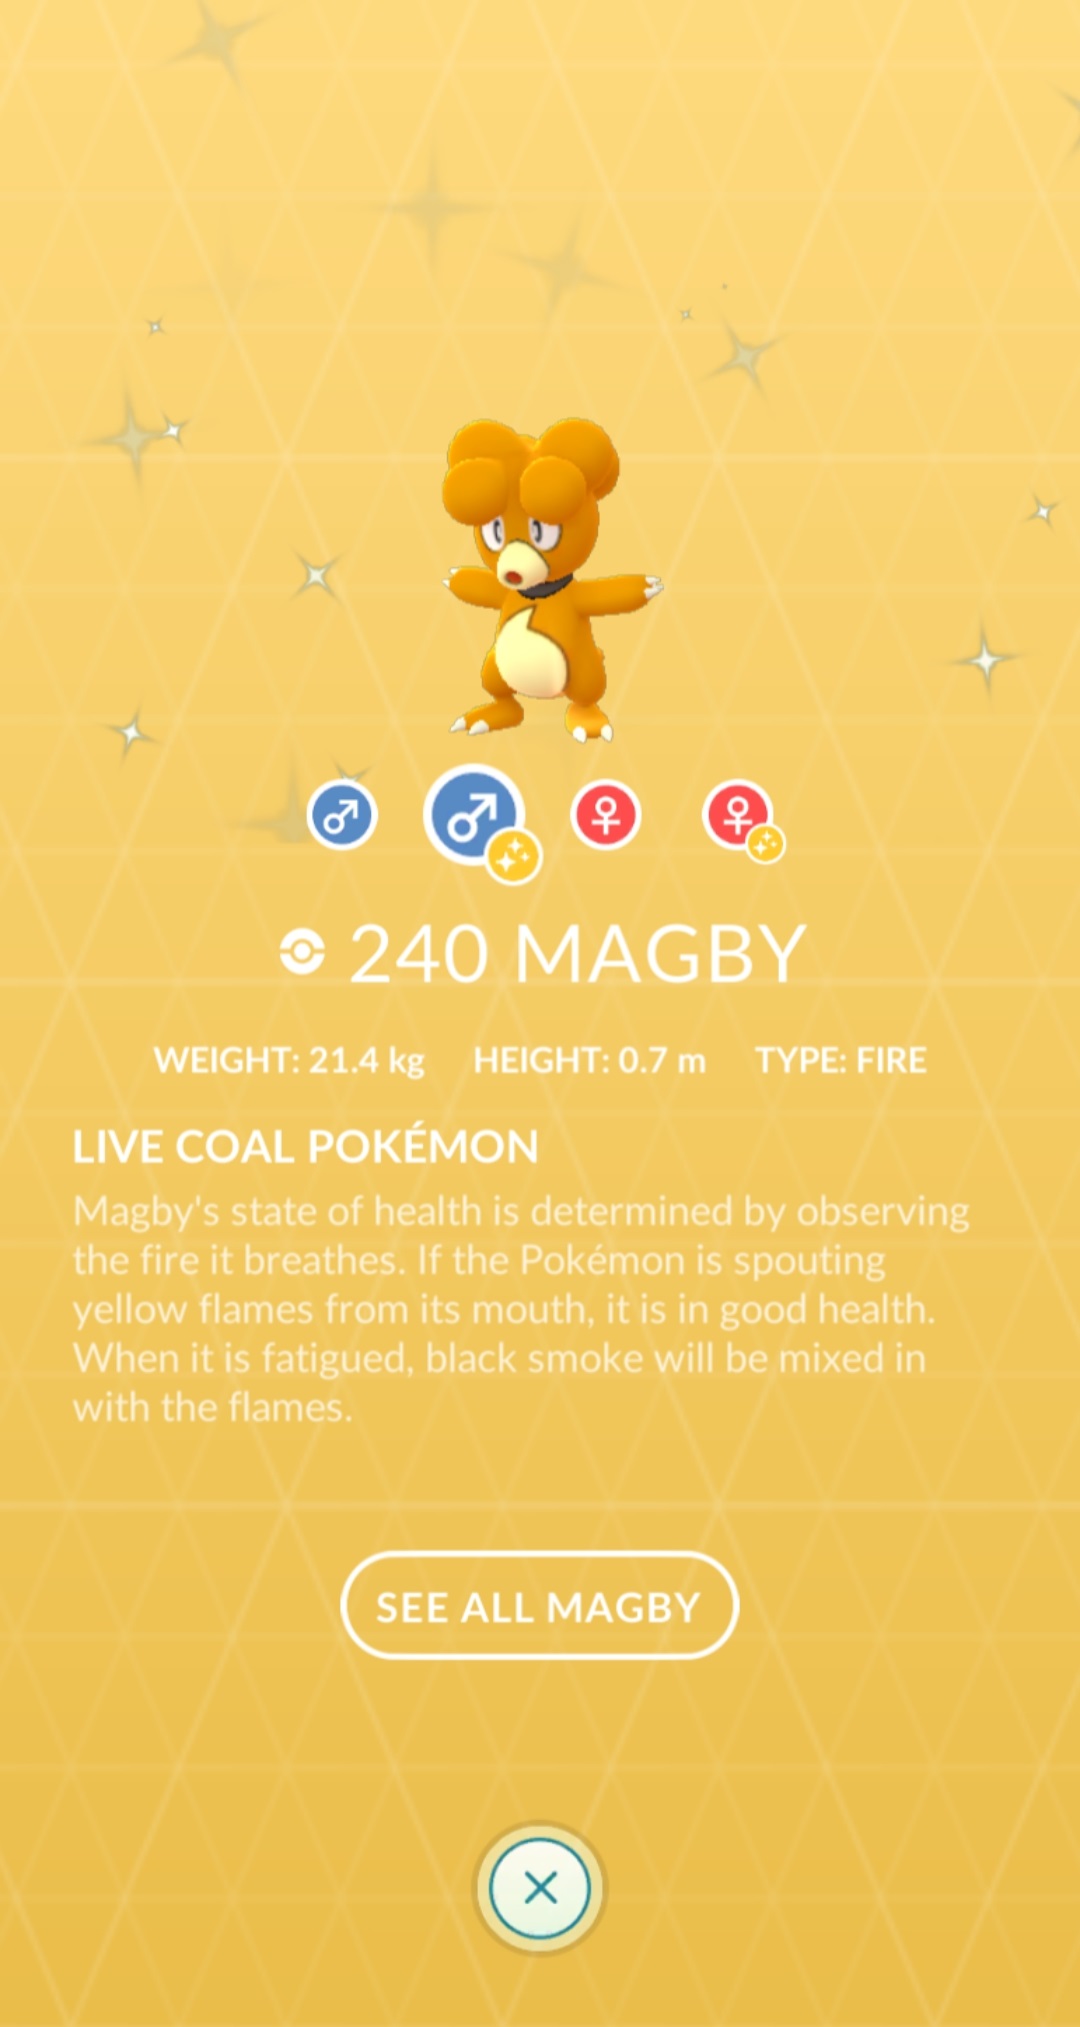 240 MAGBY
WEIGHT: 21.4 kg HEIGHT: 0.7 m TYPE: FIRE
LIVE COAL POKÉMON
Magby's state of health is determined by observing
the fire it breathes. If the Pokémon is spouting
yellow flames from its mouth, it is in good health.
When it is fatigued, black smoke will be mixed in
with the flames.
SEE ALL MAGBY